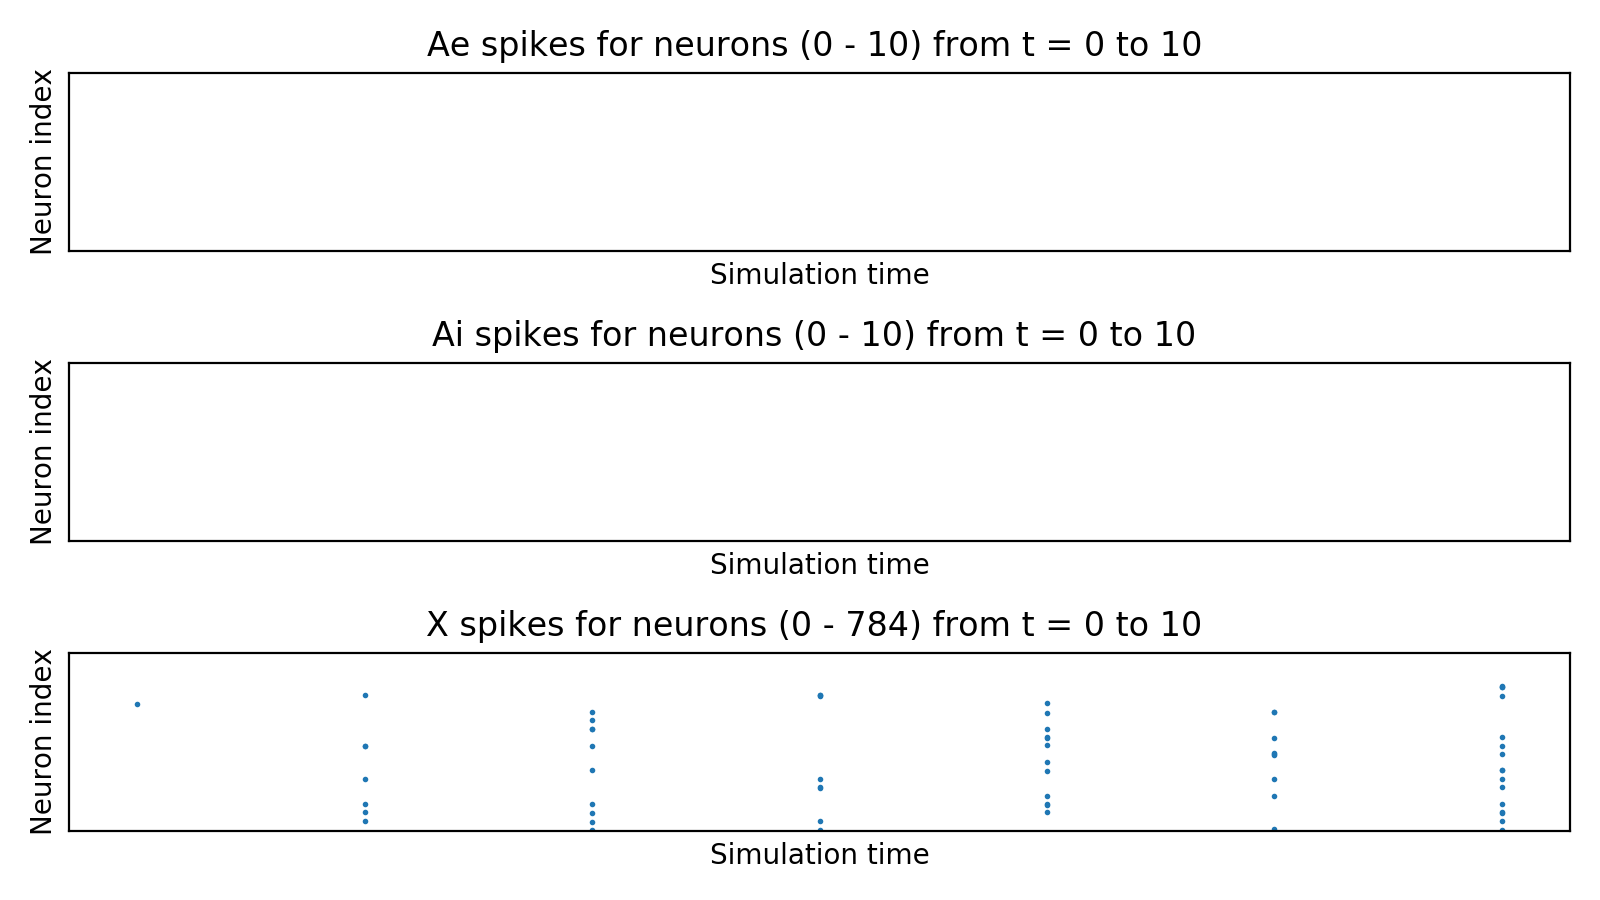 Ae spikes for neurons (0 - 10) from t = 0 to 10
Neuron index
Simulation time
Ai spikes for neurons (0 - 10) from t = 0 to 10
Neuron index
Simulation time
X spikes for neurons (0 - 784) from t = 0 to 10
Neuron index
Simulation time